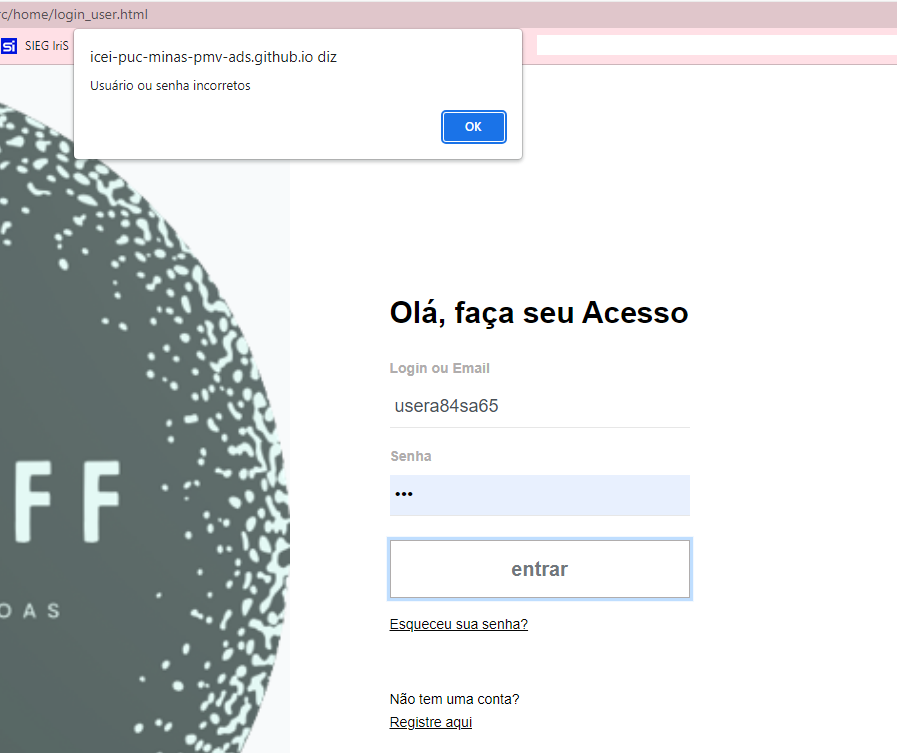 rc/home/login_user.html
SIEG IriS
icei-puc-minas-pmv-ads.github.io diz
Usuário ou senha incorretos
OK
Olá, faça seu Acesso
Login ou Email
usera84sa65
Senha
•••
FF
entrar
OAS
Esqueceu sua senha?
Não tem uma conta?
Registre aqui